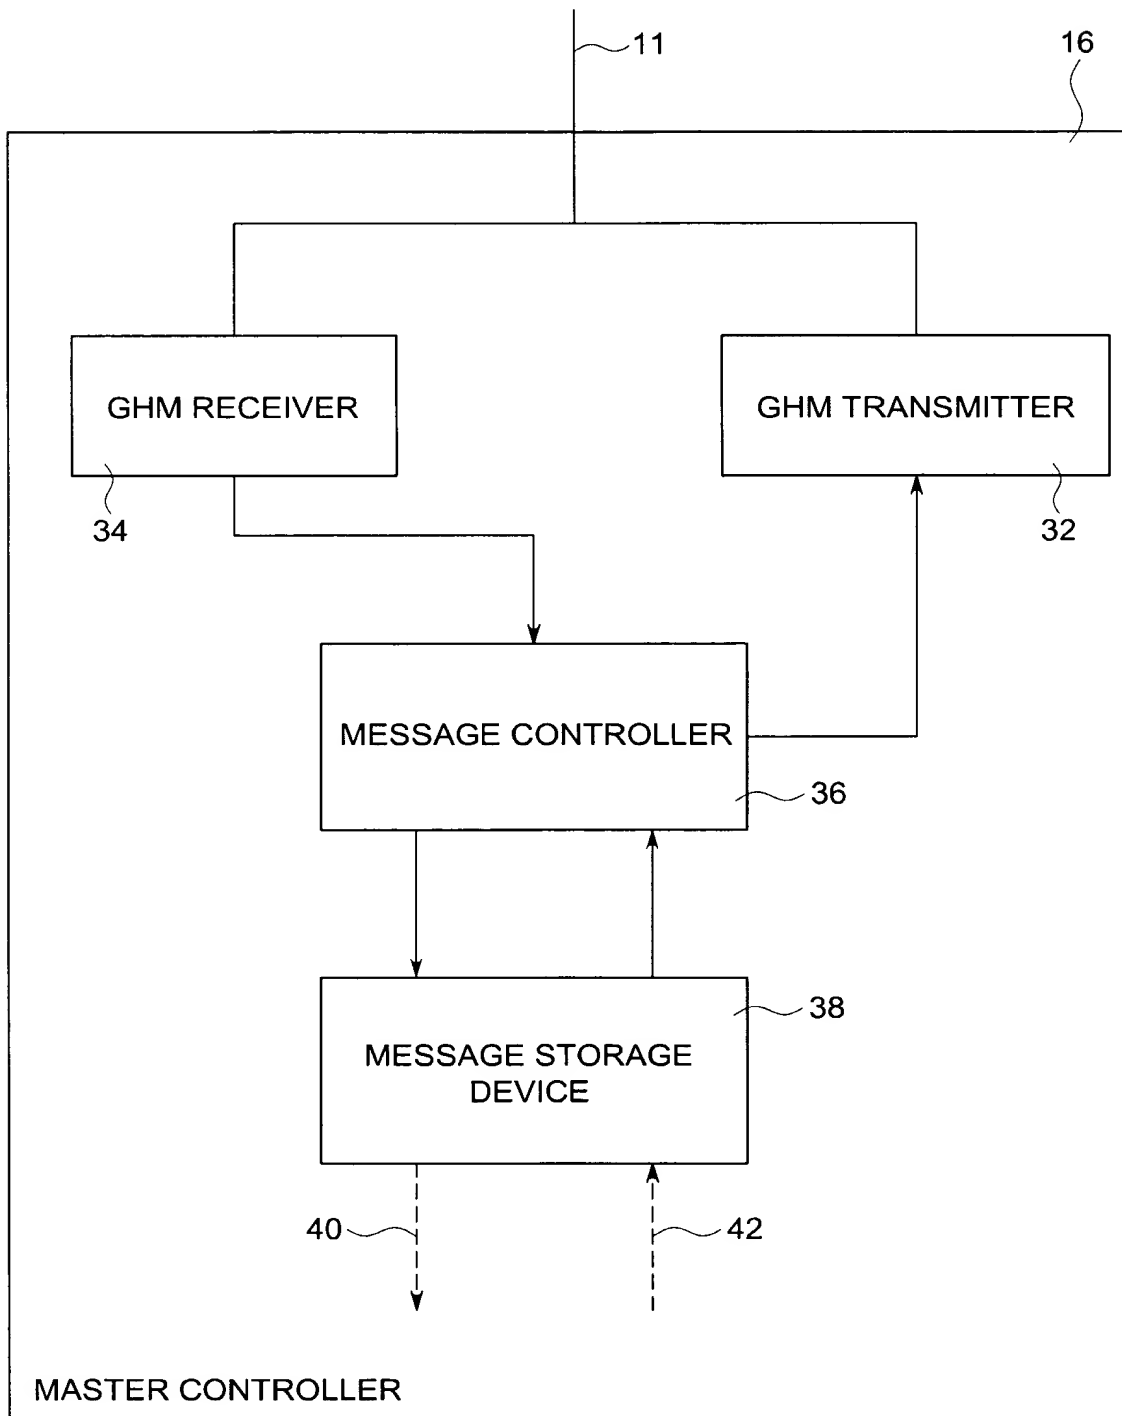 11
16
GHM RECEIVER
GHM TRANSMITTER
34
32
MESSAGE CONTROLLER
36
38
MESSAGE STORAGE
DEVICE
40
42
MASTER CONTROLLER